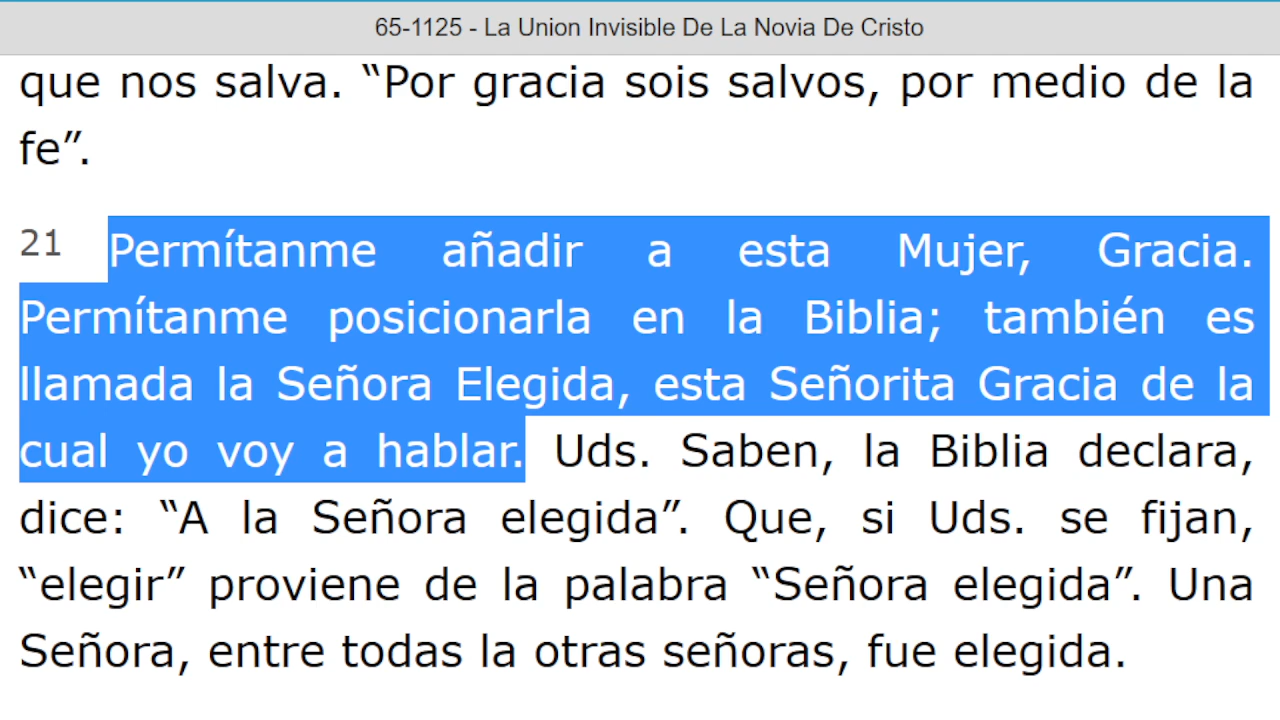 65-1125 - La Union Invisible De La Novia De Cristo
que nos salva. “Por gracia sois salvos, por medio de la
fe”.
21 Permítanme añadir a esta Mujer, Gracia.
Permítanme posicionarla en la Biblia; también es
llamada la Señora Elegida, esta Señorita Gracia de la
cual yo voy a hablar. Uds. Saben, la Biblia declara,
dice: “A la Señora elegida”. Que, si Uds. se fijan,
“elegir” proviene de la palabra “Señora elegida”. Una
Señora, entre todas la otras señoras, fue elegida.